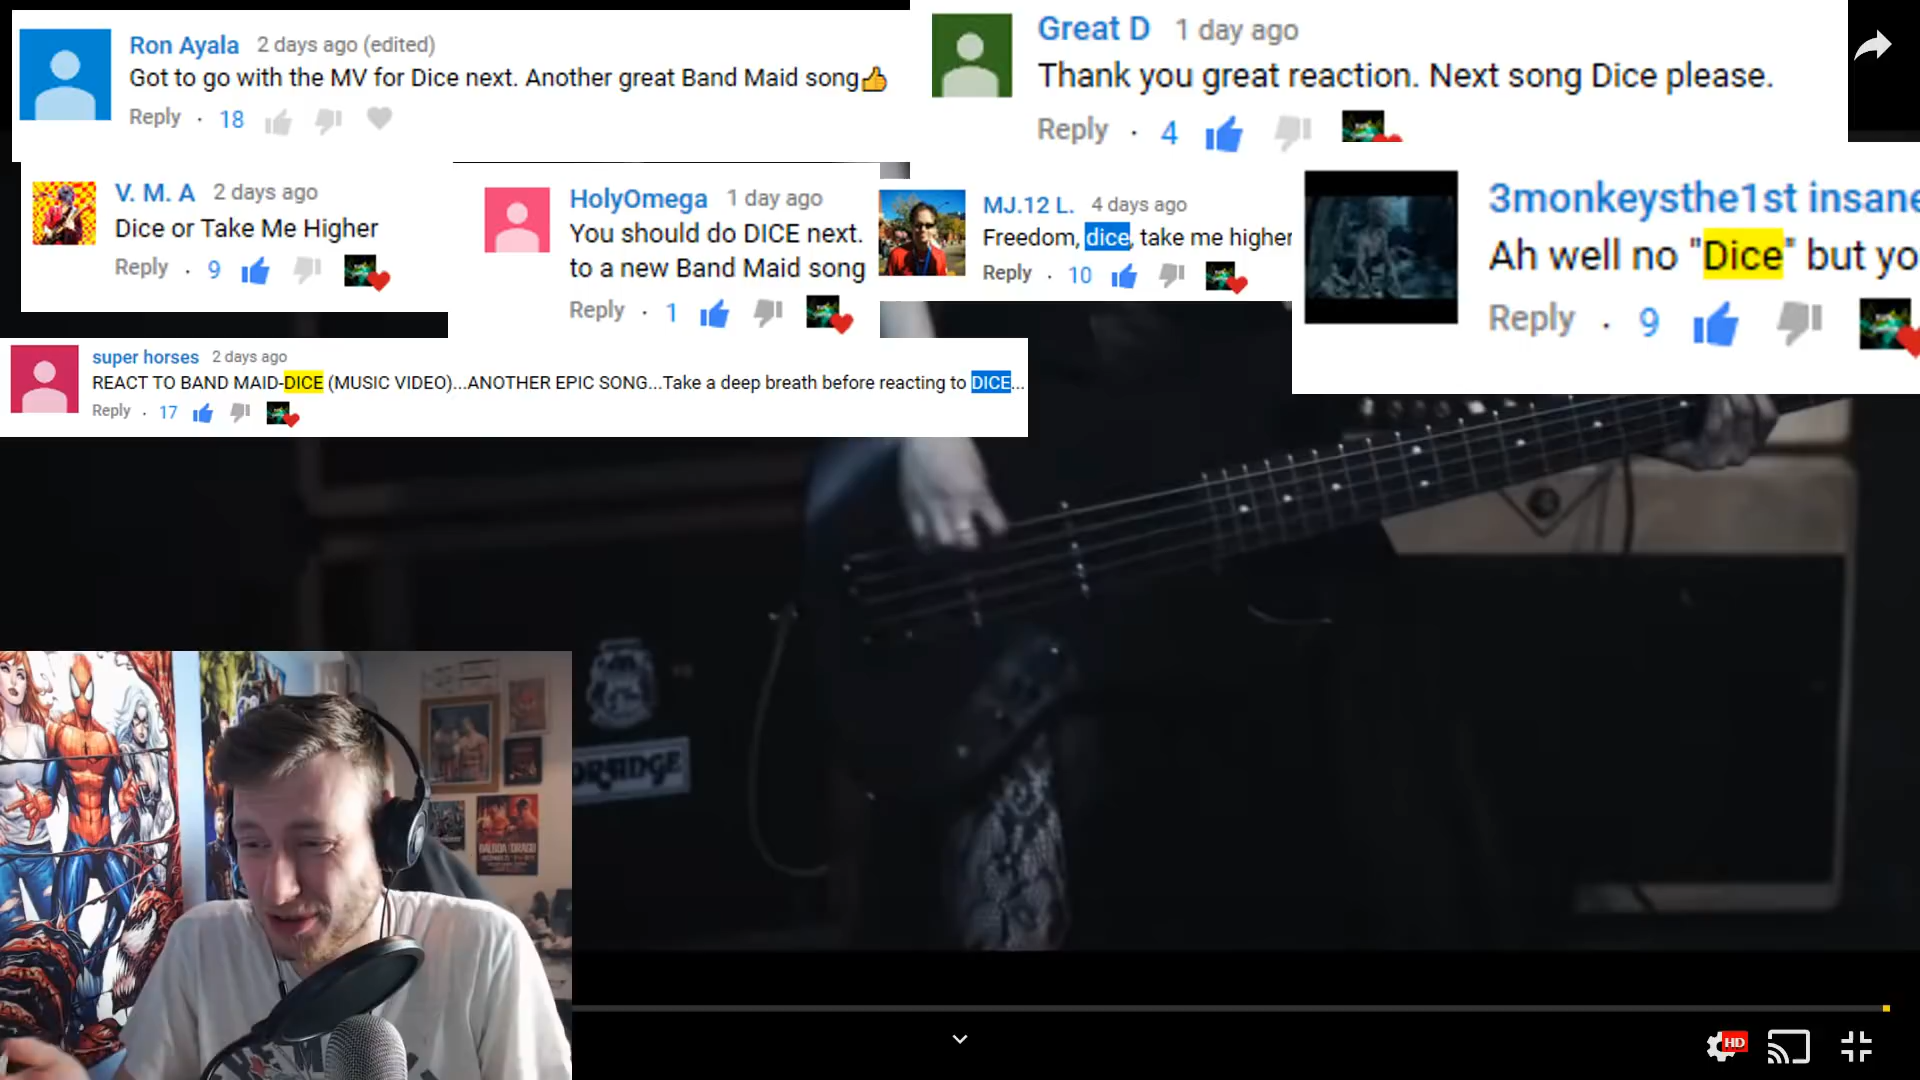 Ron Ayala 2 days ago (edited)
Got to go with the MV for Dice next. Another great Band Maid song👍
Reply · 18
Great D 1 day ago
Thank you great reaction. Next song Dice please.
Reply · 4
V. M. A 2 days ago
Dice or Take Me Higher
Reply · 9
HolyOmega 1 day ago
You should do DICE next.
to a new Band Maid song
Reply · 1
MJ.12 L. 4 days ago
Freedom, dice, take me higher
Reply · 10
3monkeysthe1st insane
Ah well no "Dice" but yo
Reply · 9
super horses 2 days ago
REACT TO BAND MAID-DICE (MUSIC VIDEO)...ANOTHER EPIC SONG...Take a deep breath before reacting to DICE...
Reply · 17
ORANGE
BALBOA DRAGO
HD